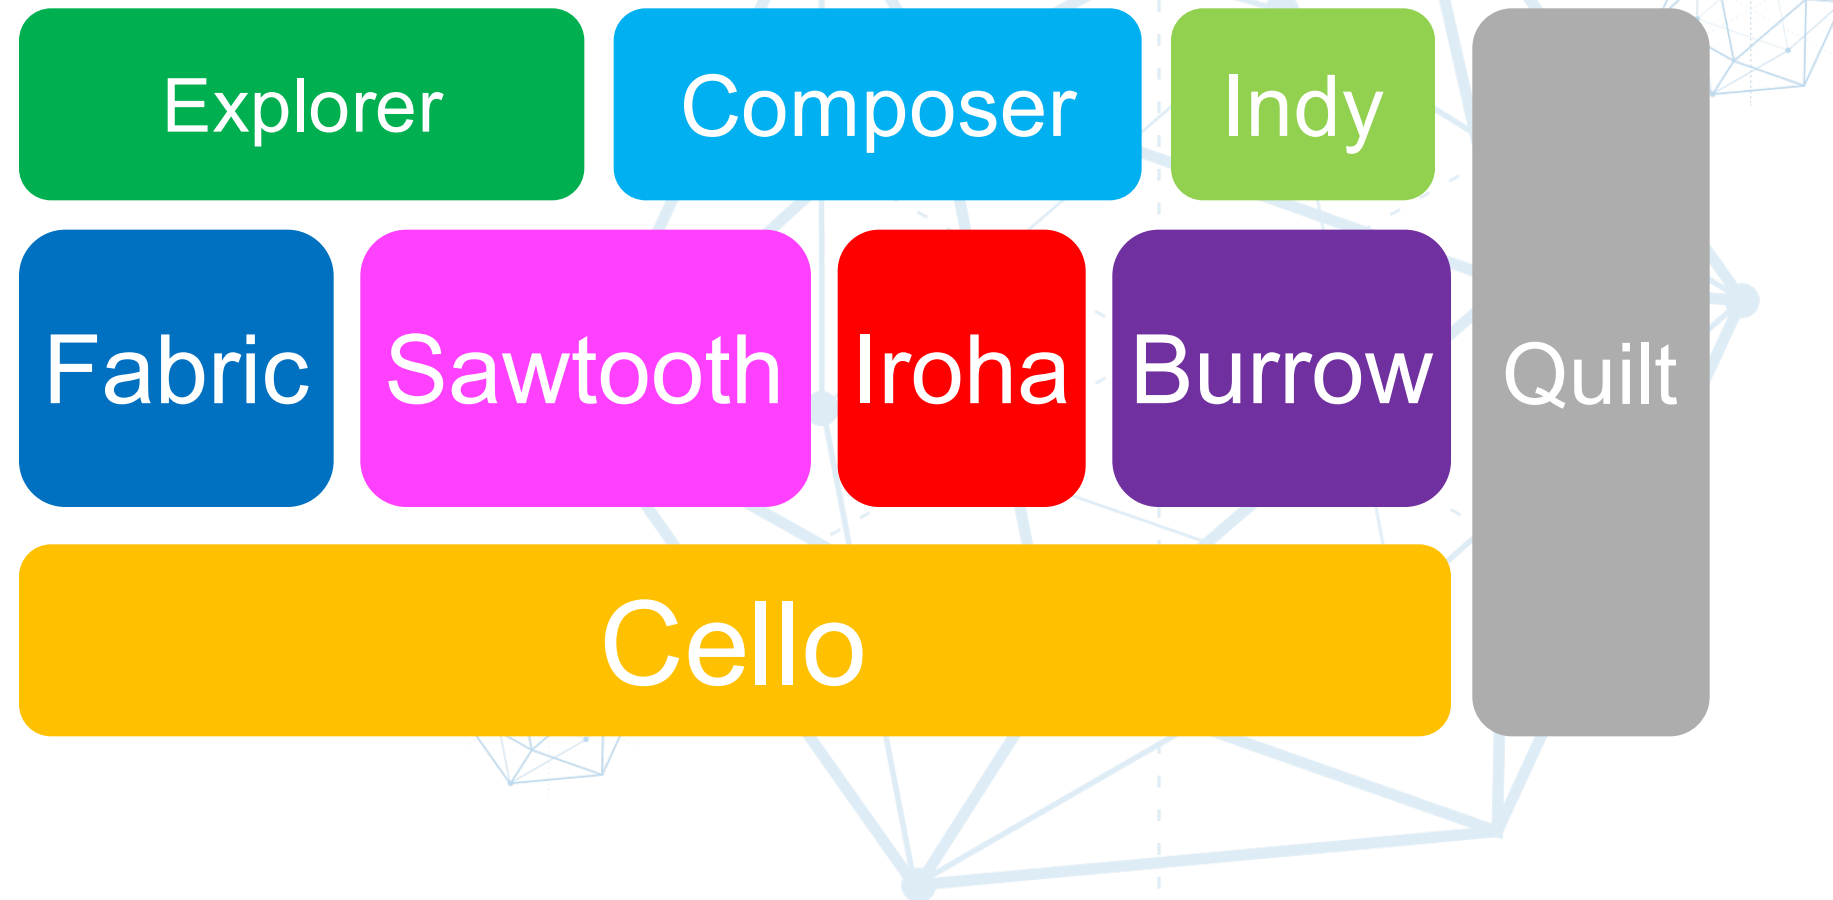 Explorer
Composer
Indy
Fabric
Sawtooth
Iroha
Burrow
Quilt
Cello